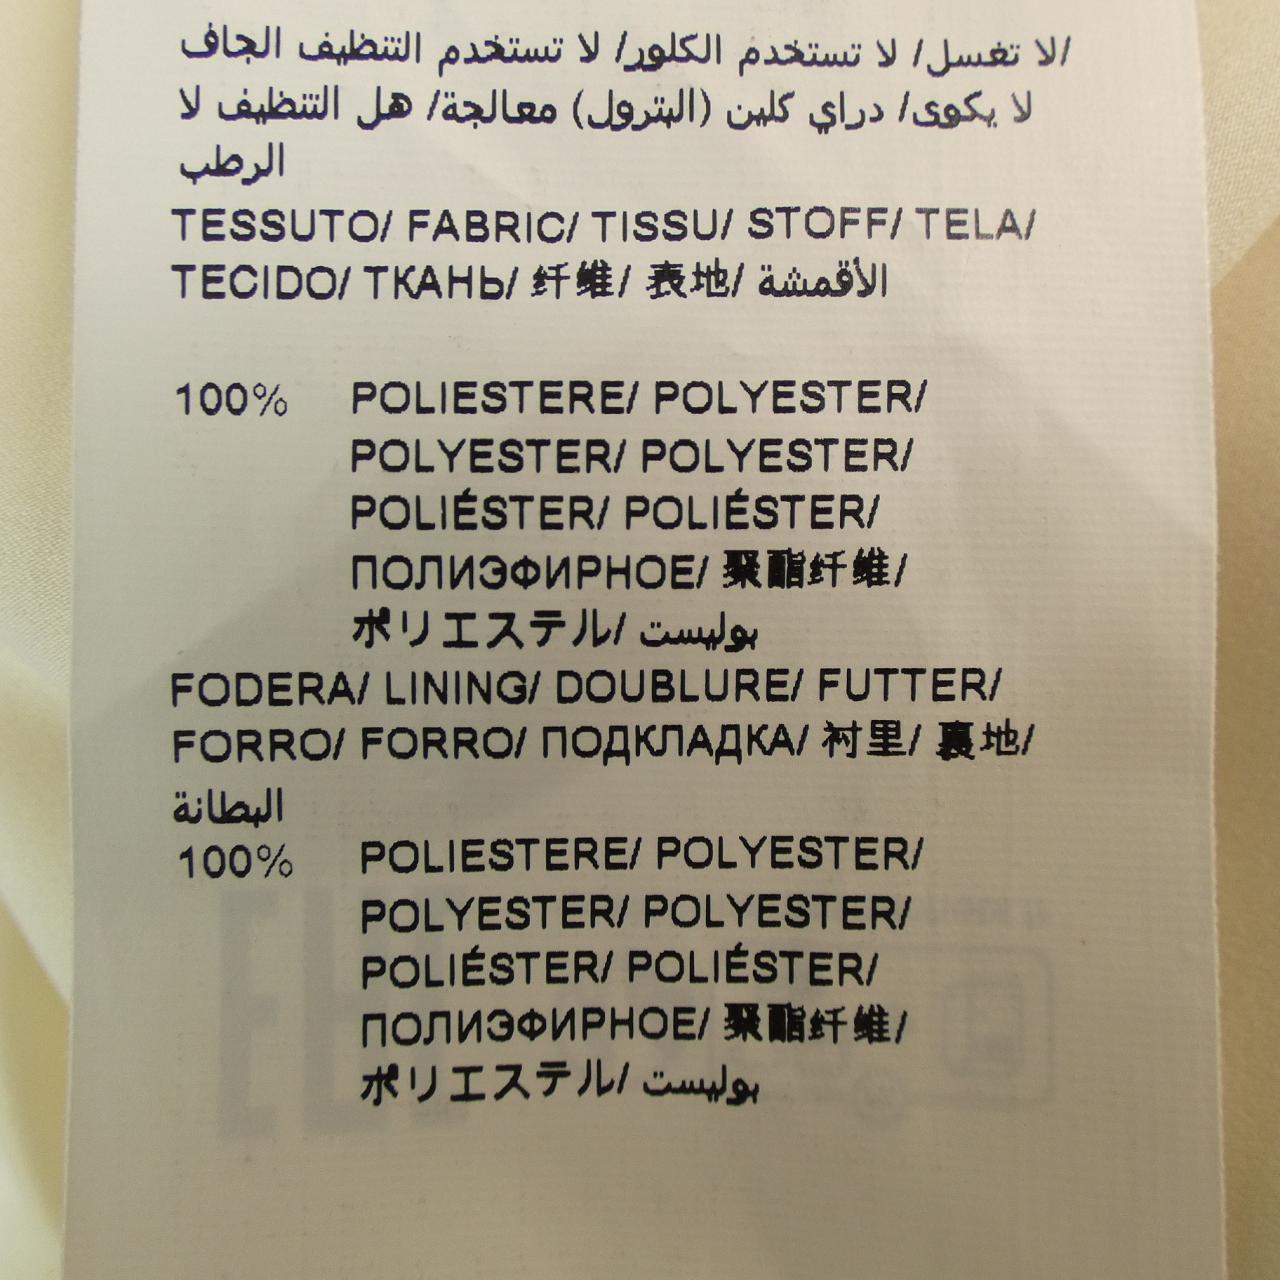 لا تغسل/ لا تستخدم الكلور/ لا تستخدم التنظيف الجاف/
لا يكوى/ دراي كلين (البترول) معالجة/ هل التنظيف لا
الرطب
TESSUTO/ FABRIC/ TISSU/ STOFF/ TELA/
TECIDO/ ТКАНЬ/ 纤维/ 表地/ الأقمشة
100% POLIESTERE/ POLYESTER/
POLYESTER/ POLYESTER/
POLIÉSTER/ POLIÉSTER/
ПОЛИЭФИРНОЕ/ 聚酯纤维/
ポリエステル/ بوليست
FODERA/ LINING/ DOUBLURE/ FUTTER/
FORRO/ FORRO/ ПОДКЛАДКА/ 衬里/ 裏地/
البطانة
100% POLIESTERE/ POLYESTER/
POLYESTER/ POLYESTER/
POLIÉSTER/ POLIÉSTER/
ПОЛИЭФИРНОЕ/ 聚酯纤维/
ポリエステル/ بوليست